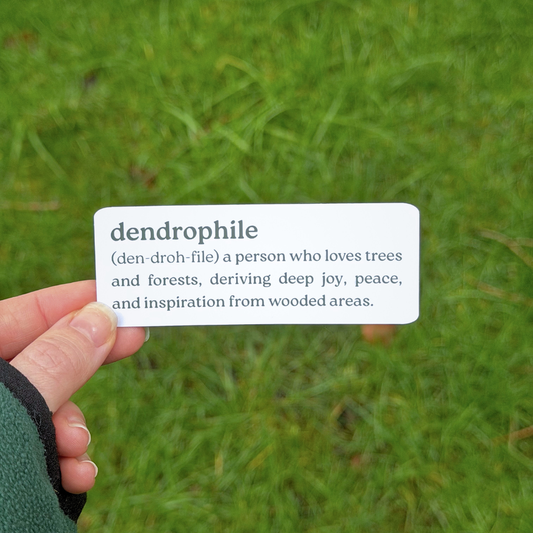 dendrophile
(den-droh-file) a person who loves trees
and forests, deriving deep joy, peace,
and inspiration from wooded areas.